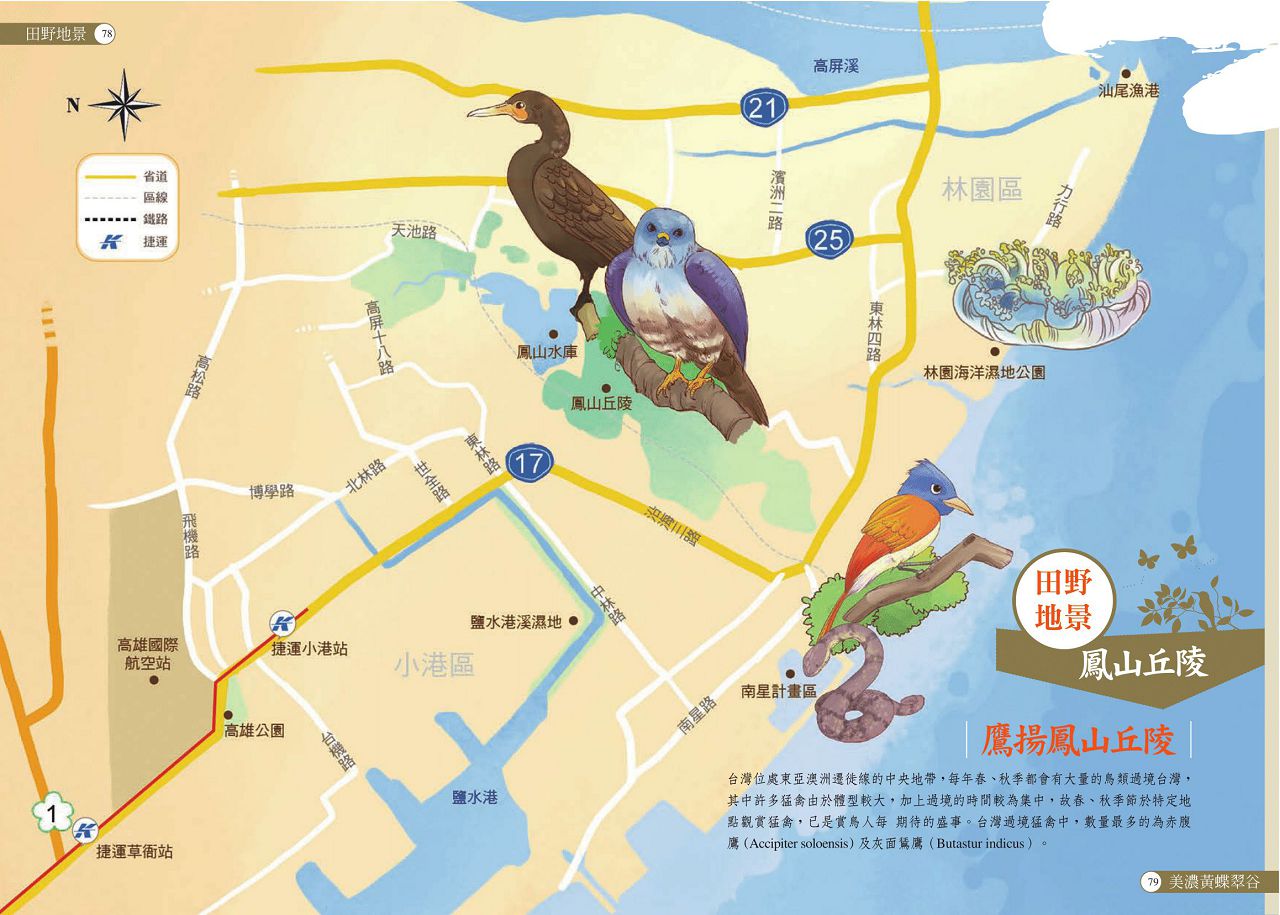 田野地景 78
N
省道
區線
鐵路
捷運
高屏溪
汕尾漁港
21
濱洲二路
林園區
力行路
25
天池路
高屏十八路
鳳山水庫
東林四路
林園海洋濕地公園
高松路
鳳山丘陵
17
東林路
北林路
世全路
博學路
沿海三路
飛機路
中林路
鹽水港溪濕地
高雄國際
航空站
捷運小港站
小港區
南星計畫區
南星路
高雄公園
台機路
鹽水港
1
捷運草衙站
田野
地景
鳳山丘陵
鷹揚鳳山丘陵
台灣位處東亞澳洲遷徙線的中央地帶，每年春、秋季都會有大量的鳥類過境台灣，
其中許多猛禽由於體型較大，加上過境的時間較為集中，故春、秋季節於特定地
點觀賞猛禽，已是賞鳥人每 期待的盛事。台灣過境猛禽中，數量最多的為赤腹
鷹（Accipiter soloensis）及灰面鵟鷹（Butastur indicus）。
79 美濃黃蝶翠谷